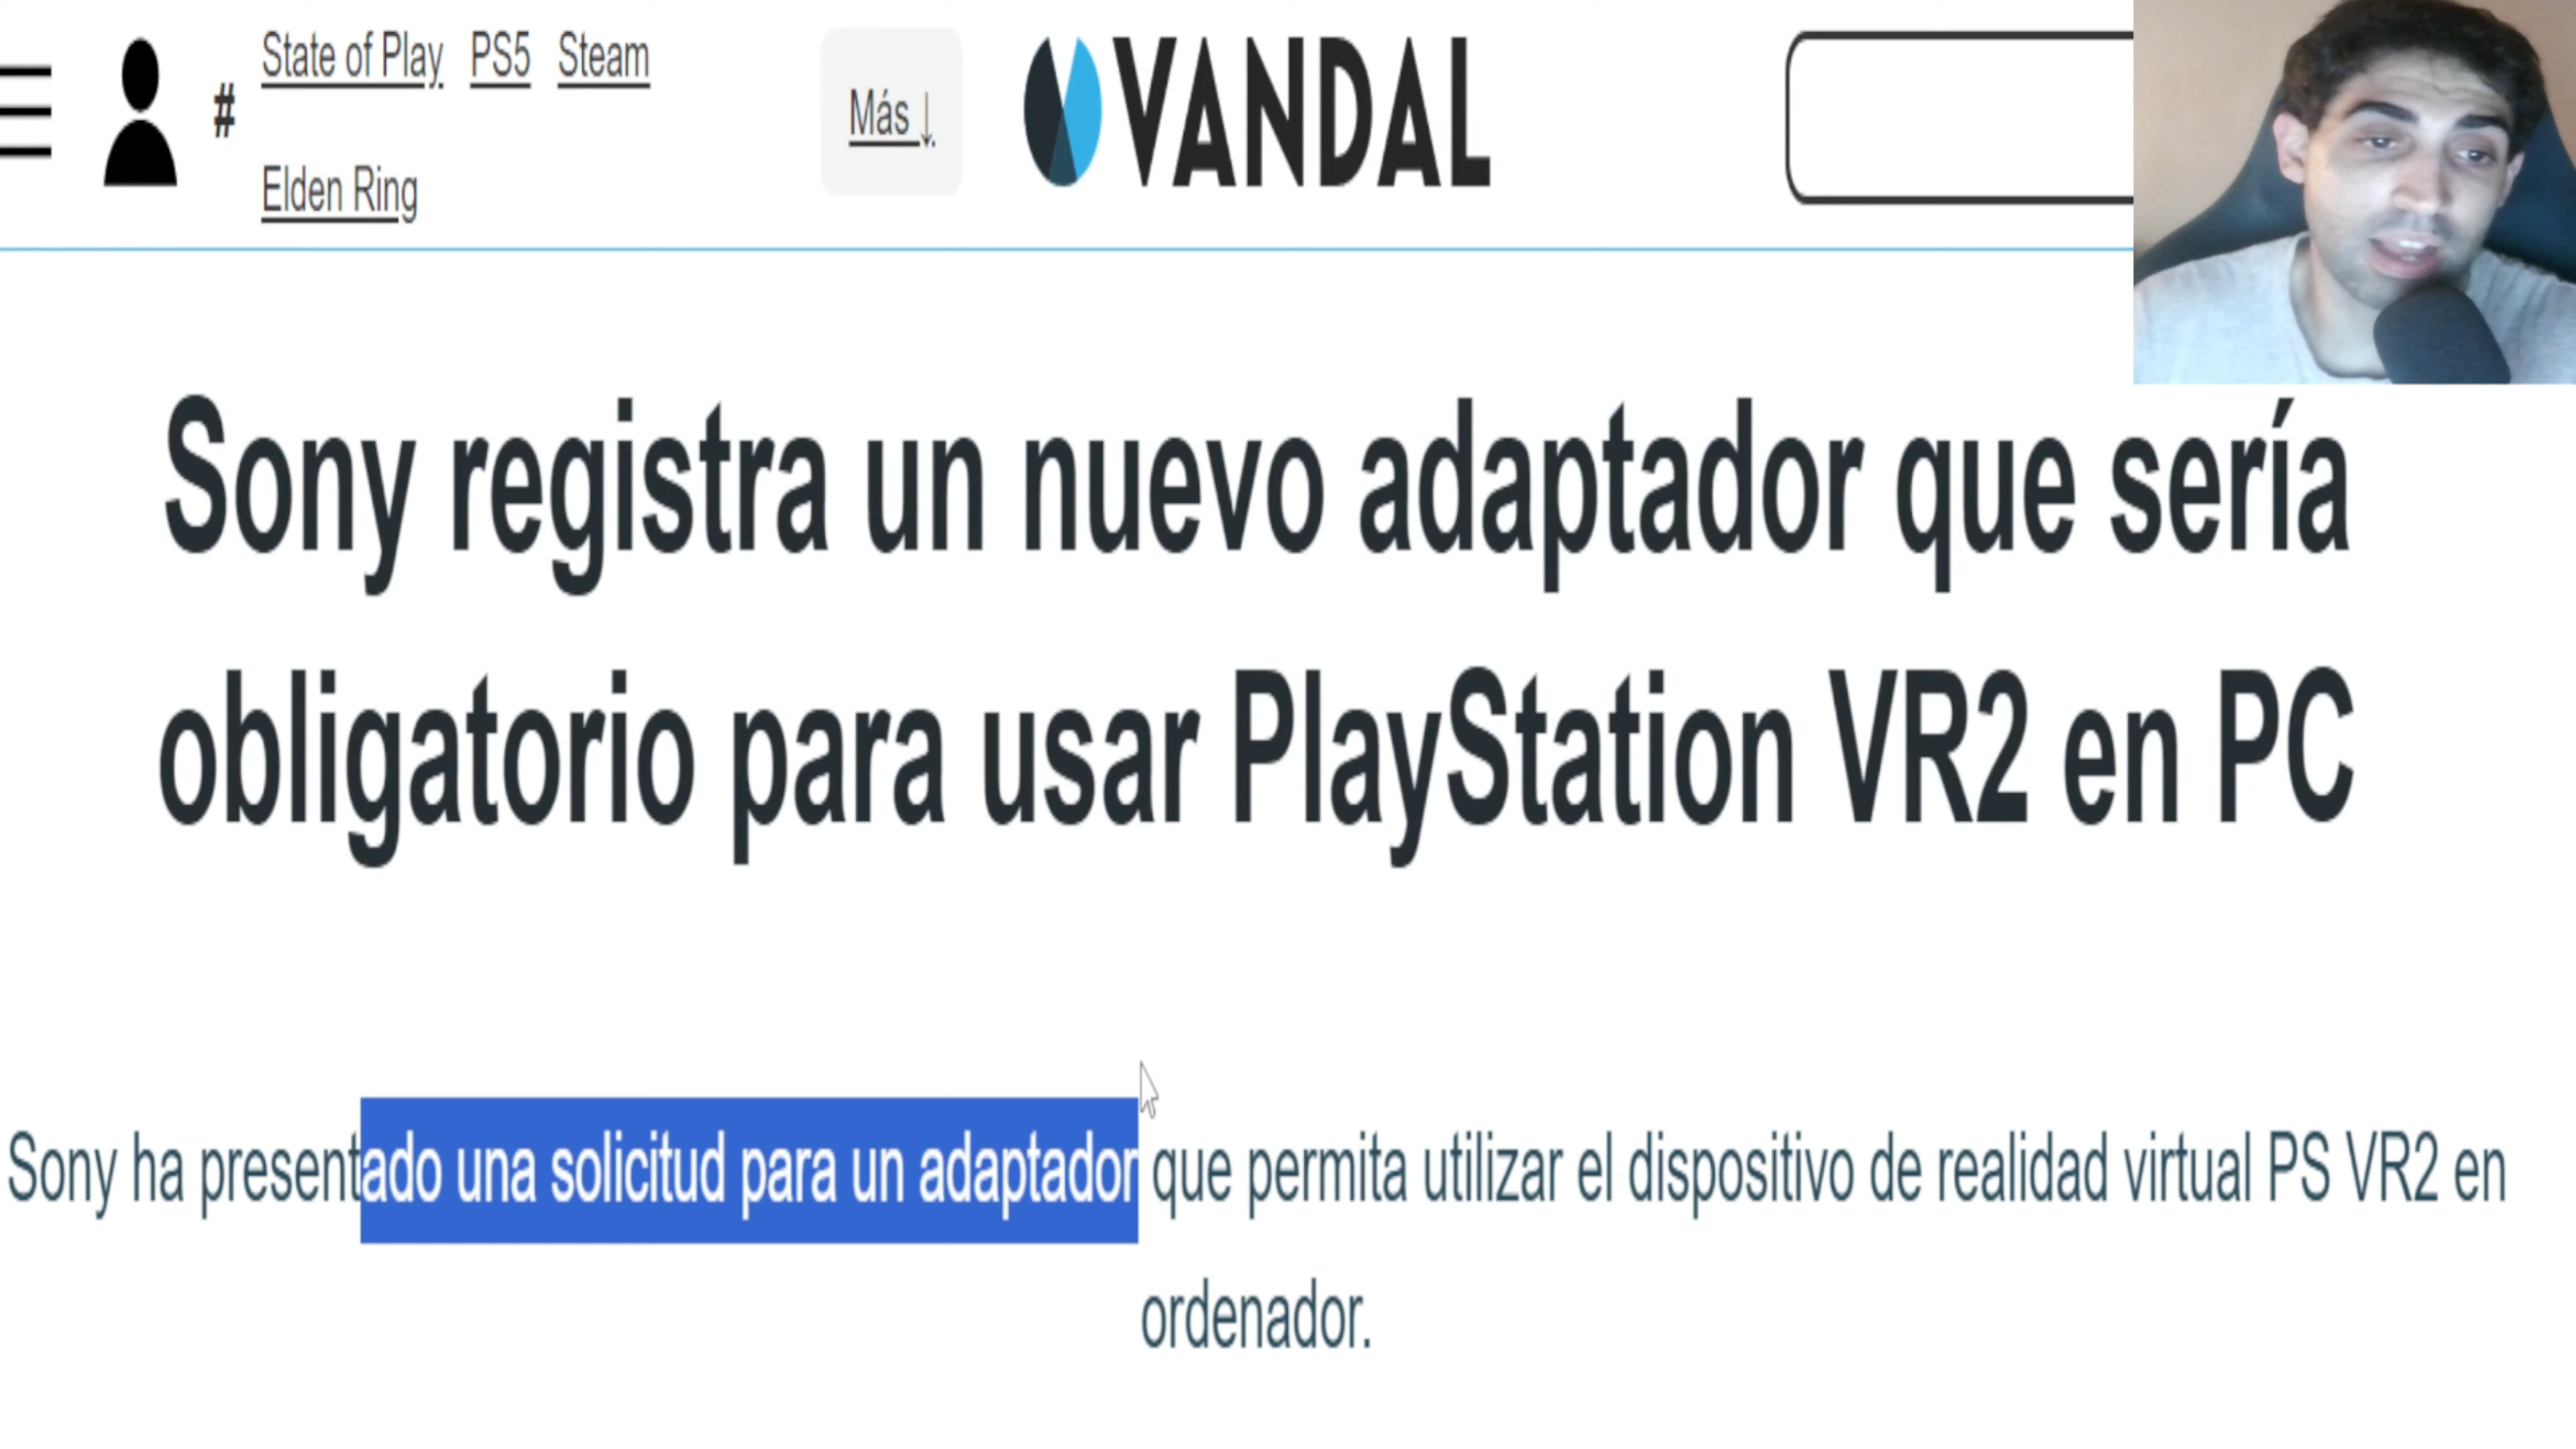 State of Play PS5 Steam
#
Elden Ring
Más ↓
VANDAL
Sony registra un nuevo adaptador que sería
obligatorio para usar PlayStation VR2 en PC
Sony ha presentado una solicitud para un adaptador que permita utilizar el dispositivo de realidad virtual PS VR2 en
ordenador.